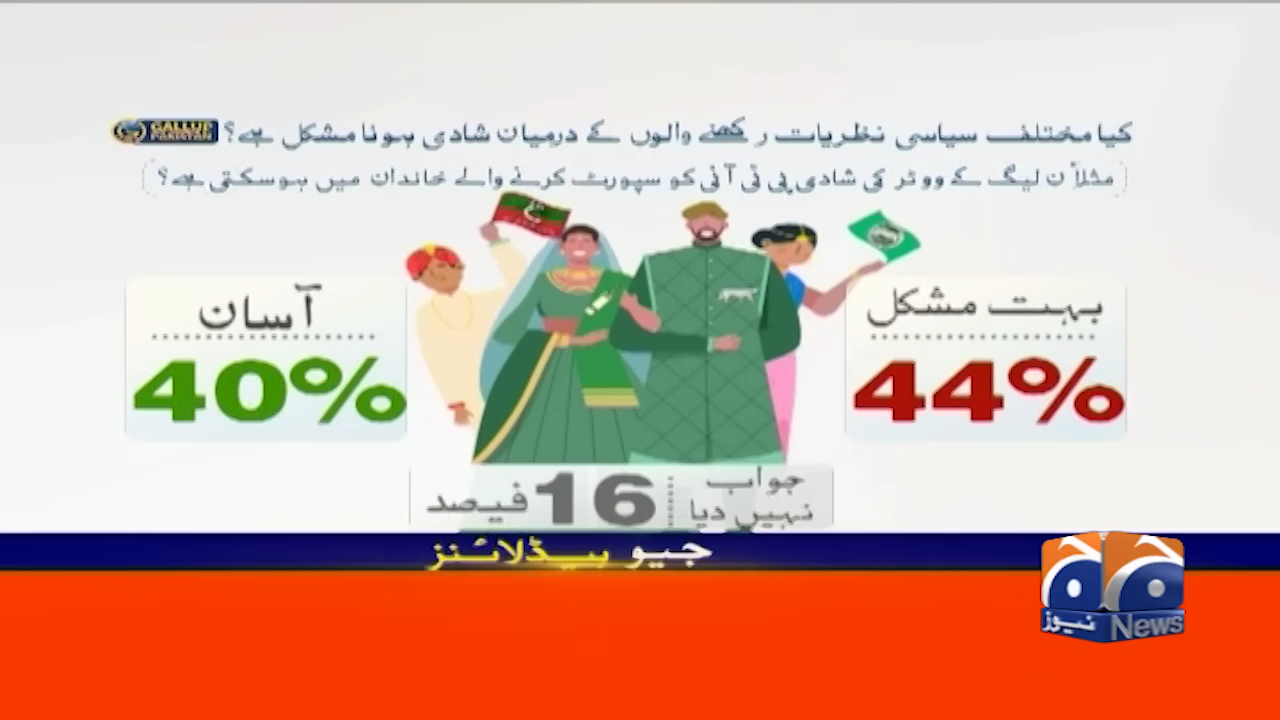 کیا مختلف سیاسی نظریات رکھنے والوں کے درمیان شادی ہونا مشکل ہے؟
GALLUP PAKISTAN
(مثلاً ن لیگ کے ووٹر کی شادی پی ٹی آئی کو سپورٹ کرنے والے خاندان میں ہوسکتی ہے؟)
بہت مشکل
44%
آسان
40%
جواب نہیں دیا
16 فیصد
جیو ہیڈلائنز
نیوز News